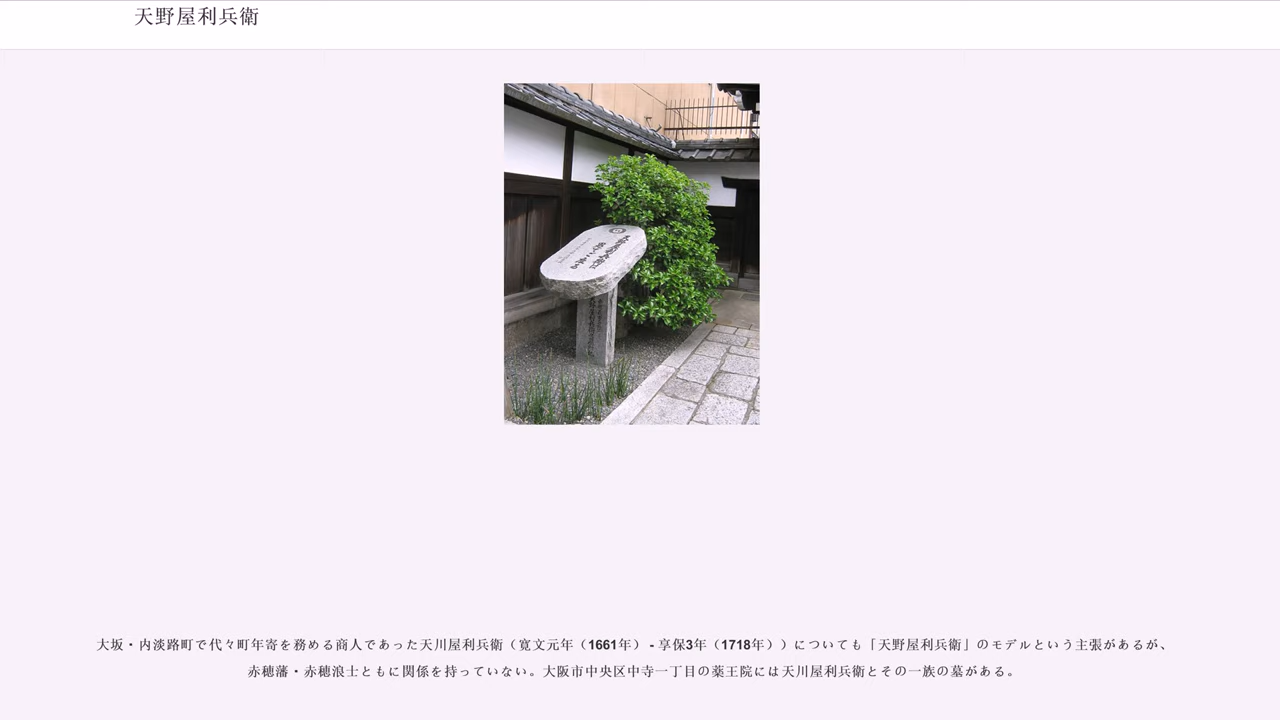 天野屋利兵衛
大坂・内淡路町で代々町年寄を務める商人であった天川屋利兵衛（寛文元年（1661年） - 享保3年（1718年））についても「天野屋利兵衛」のモデルという主張があるが、
赤穂藩・赤穂浪士ともに関係を持っていない。大阪市中央区中寺一丁目の薬王院には天川屋利兵衛とその一族の墓がある。